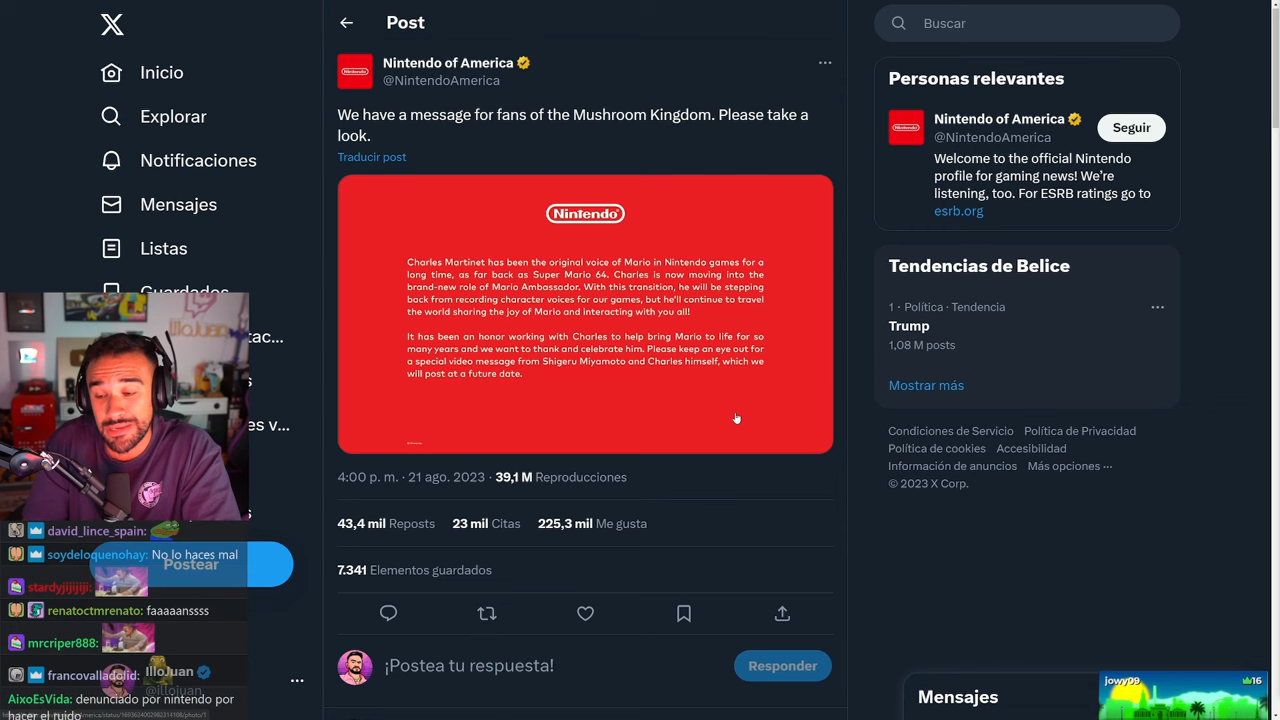 Post
Buscar
Inicio
Explorar
Notificaciones
Mensajes
Listas
Guardados
Postear
IlloJuan
@illojuan
Nintendo of America
@NintendoAmerica
We have a message for fans of the Mushroom Kingdom. Please take a
look.
Traducir post
Nintendo
Charles Martinet has been the original voice of Mario in Nintendo games for a
long time, as far back as Super Mario 64. Charles is now moving into the
brand-new role of Mario Ambassador. With this transition, he will be stepping
back from recording character voices for our games, but he'll continue to travel
the world sharing the joy of Mario and interacting with you all!
It has been an honor working with Charles to help bring Mario to life for so
many years and we want to thank and celebrate him. Please keep an eye out for
a special video message from Shigeru Miyamoto and Charles himself, which we
will post at a future date.
4:00 p. m. · 21 ago. 2023 · 39,1 M Reproducciones
43,4 mil Reposts 23 mil Citas 225,3 mil Me gusta
7.341 Elementos guardados
¡Postea tu respuesta!
Responder
Personas relevantes
Nintendo of America
@NintendoAmerica
Seguir
Welcome to the official Nintendo
profile for gaming news! We're
listening, too. For ESRB ratings go to
esrb.org
Tendencias de Belice
1 · Política · Tendencia
Trump
1,08 M posts
Mostrar más
Condiciones de Servicio Política de Privacidad
Política de cookies Accesibilidad
Información de anuncios Más opciones ···
© 2023 X Corp.
Mensajes
jowy09
16
david_lince_spain:
soydeloquenohay: No lo haces mal
stardyjijijiji:
renatoctmrenato: faaaanssss
mrcriper888:
francovalladolid:
AixoEsVida: denunciado por nintendo por
hacer el ruido